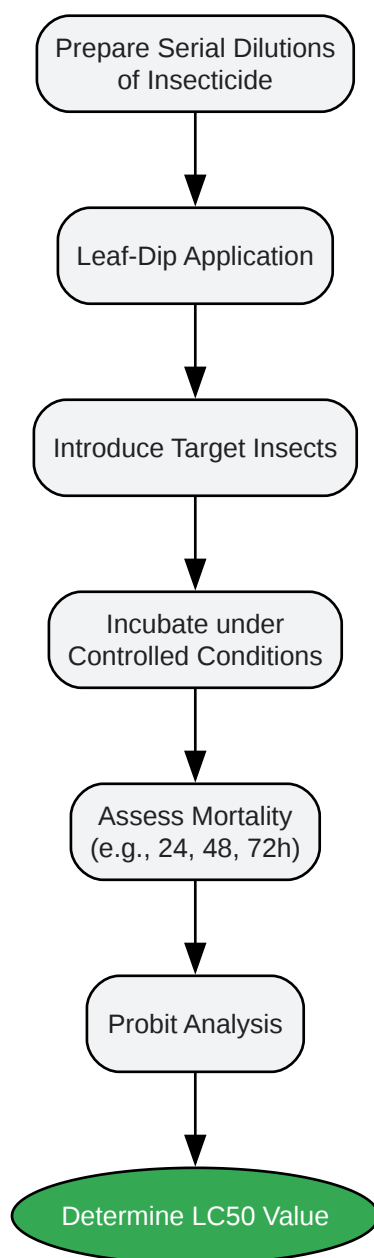 Prepare Serial Dilutions
of Insecticide
Leaf-Dip Application
Introduce Target Insects
Incubate under
Controlled Conditions
Assess Mortality
(e.g., 24, 48, 72h)
Probit Analysis
Determine LC50 Value